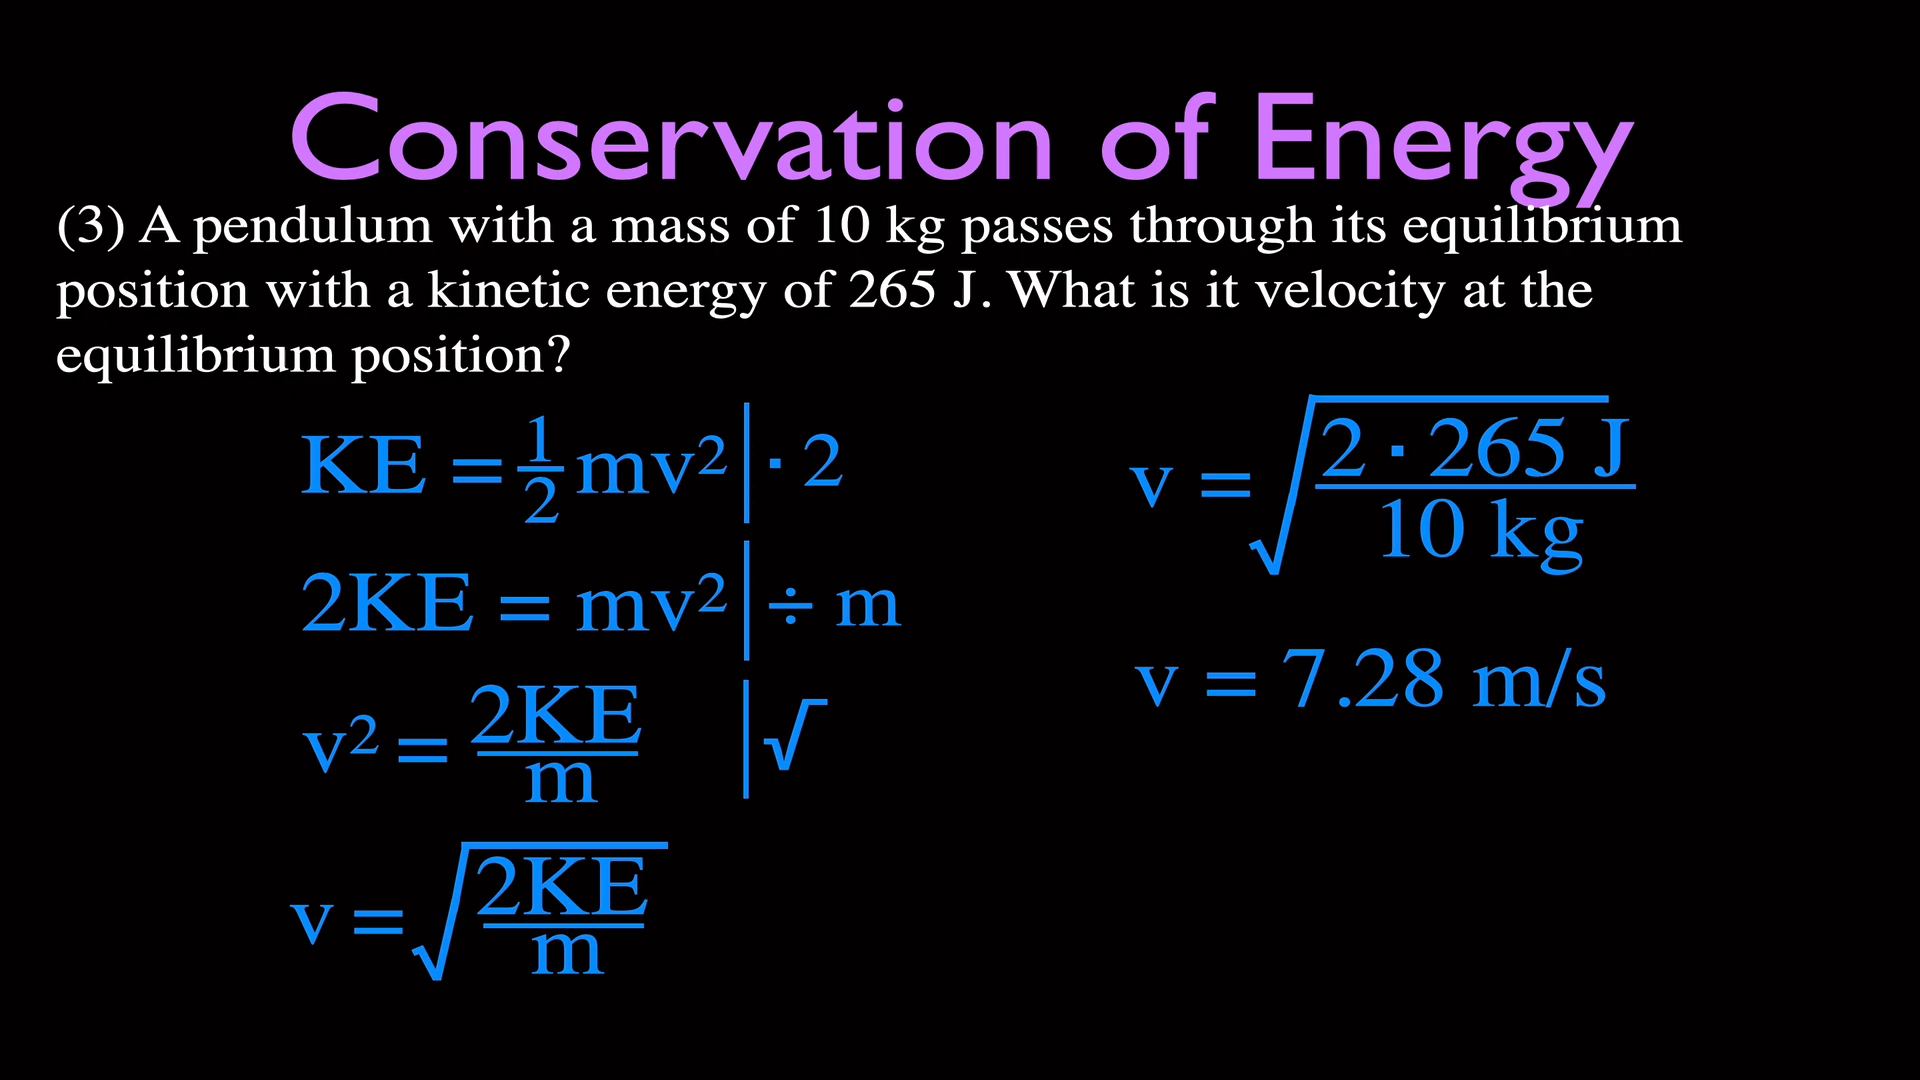 Conservation of Energy
(3) A pendulum with a mass of 10 kg passes through its equilibrium
position with a kinetic energy of 265 J. What is it velocity at the
equilibrium position?
KE = 1/2 mv² | · 2
2KE = mv² | ÷ m
v² = 2KE/m | √
v = √(2KE/m)
v = √(2 · 265 J/10 kg)
v = 7.28 m/s